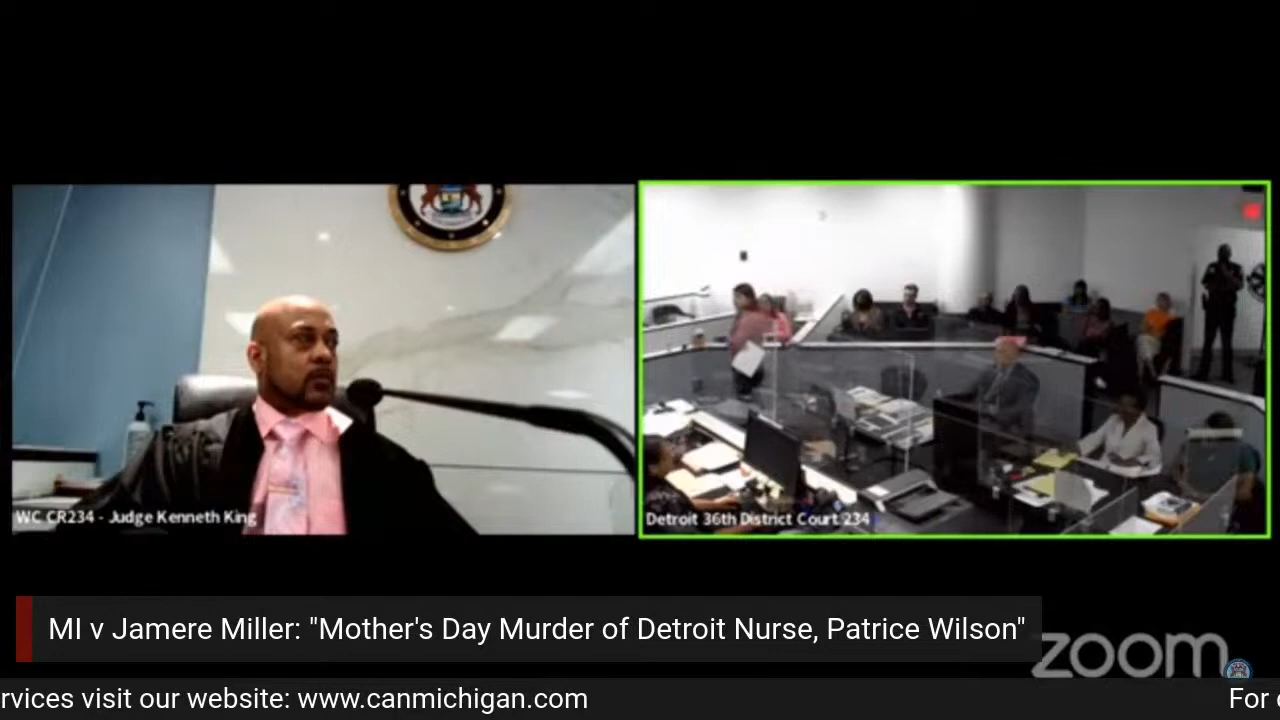 WC CR234 - Judge Kenneth King
Detroit 36th District Court 234
MI v Jamere Miller: "Mother's Day Murder of Detroit Nurse, Patrice Wilson"
zoom
rvices visit our website: www.canmichigan.com
For